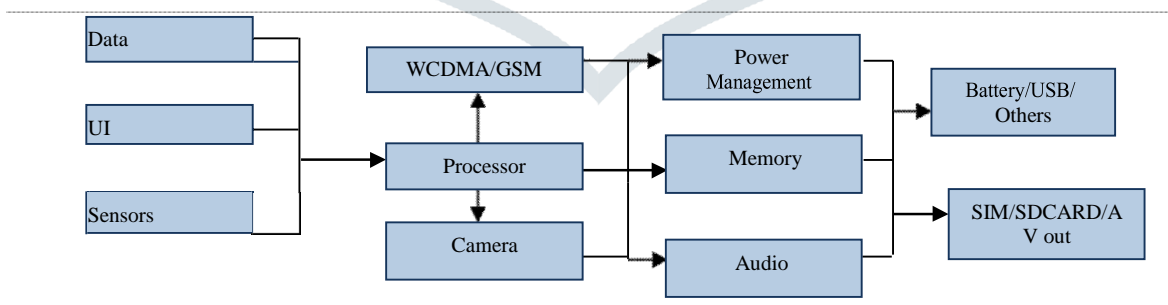 Data
UI
Sensors
WCDMA/GSM
Processor
Camera
Power
Management
Memory
Audio
Battery/USB/
Others
SIM/SDCARD/A
V out